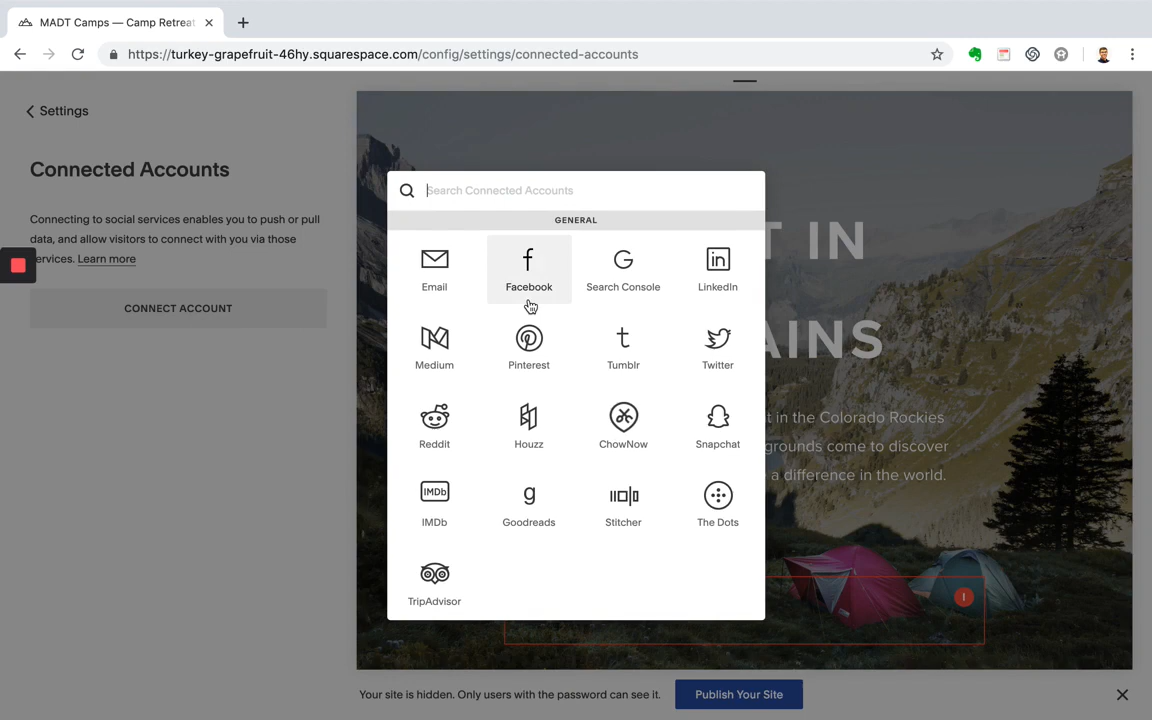 MADT Camps — Camp Retreat
https://turkey-grapefruit-46hy.squarespace.com/config/settings/connected-accounts
Settings
Connected Accounts
Connecting to social services enables you to push or pull
data, and allow visitors to connect with you via those
ervices. Learn more
CONNECT ACCOUNT
Search Connected Accounts
GENERAL
Email
Facebook
Search Console
LinkedIn
Medium
Pinterest
Tumblr
Twitter
Reddit
Houzz
ChowNow
Snapchat
IMDb
IMDb
Goodreads
Stitcher
The Dots
TripAdvisor
T IN
AINS
t in the Colorado Rockies
grounds come to discover
a difference in the world.
Your site is hidden. Only users with the password can see it.
Publish Your Site